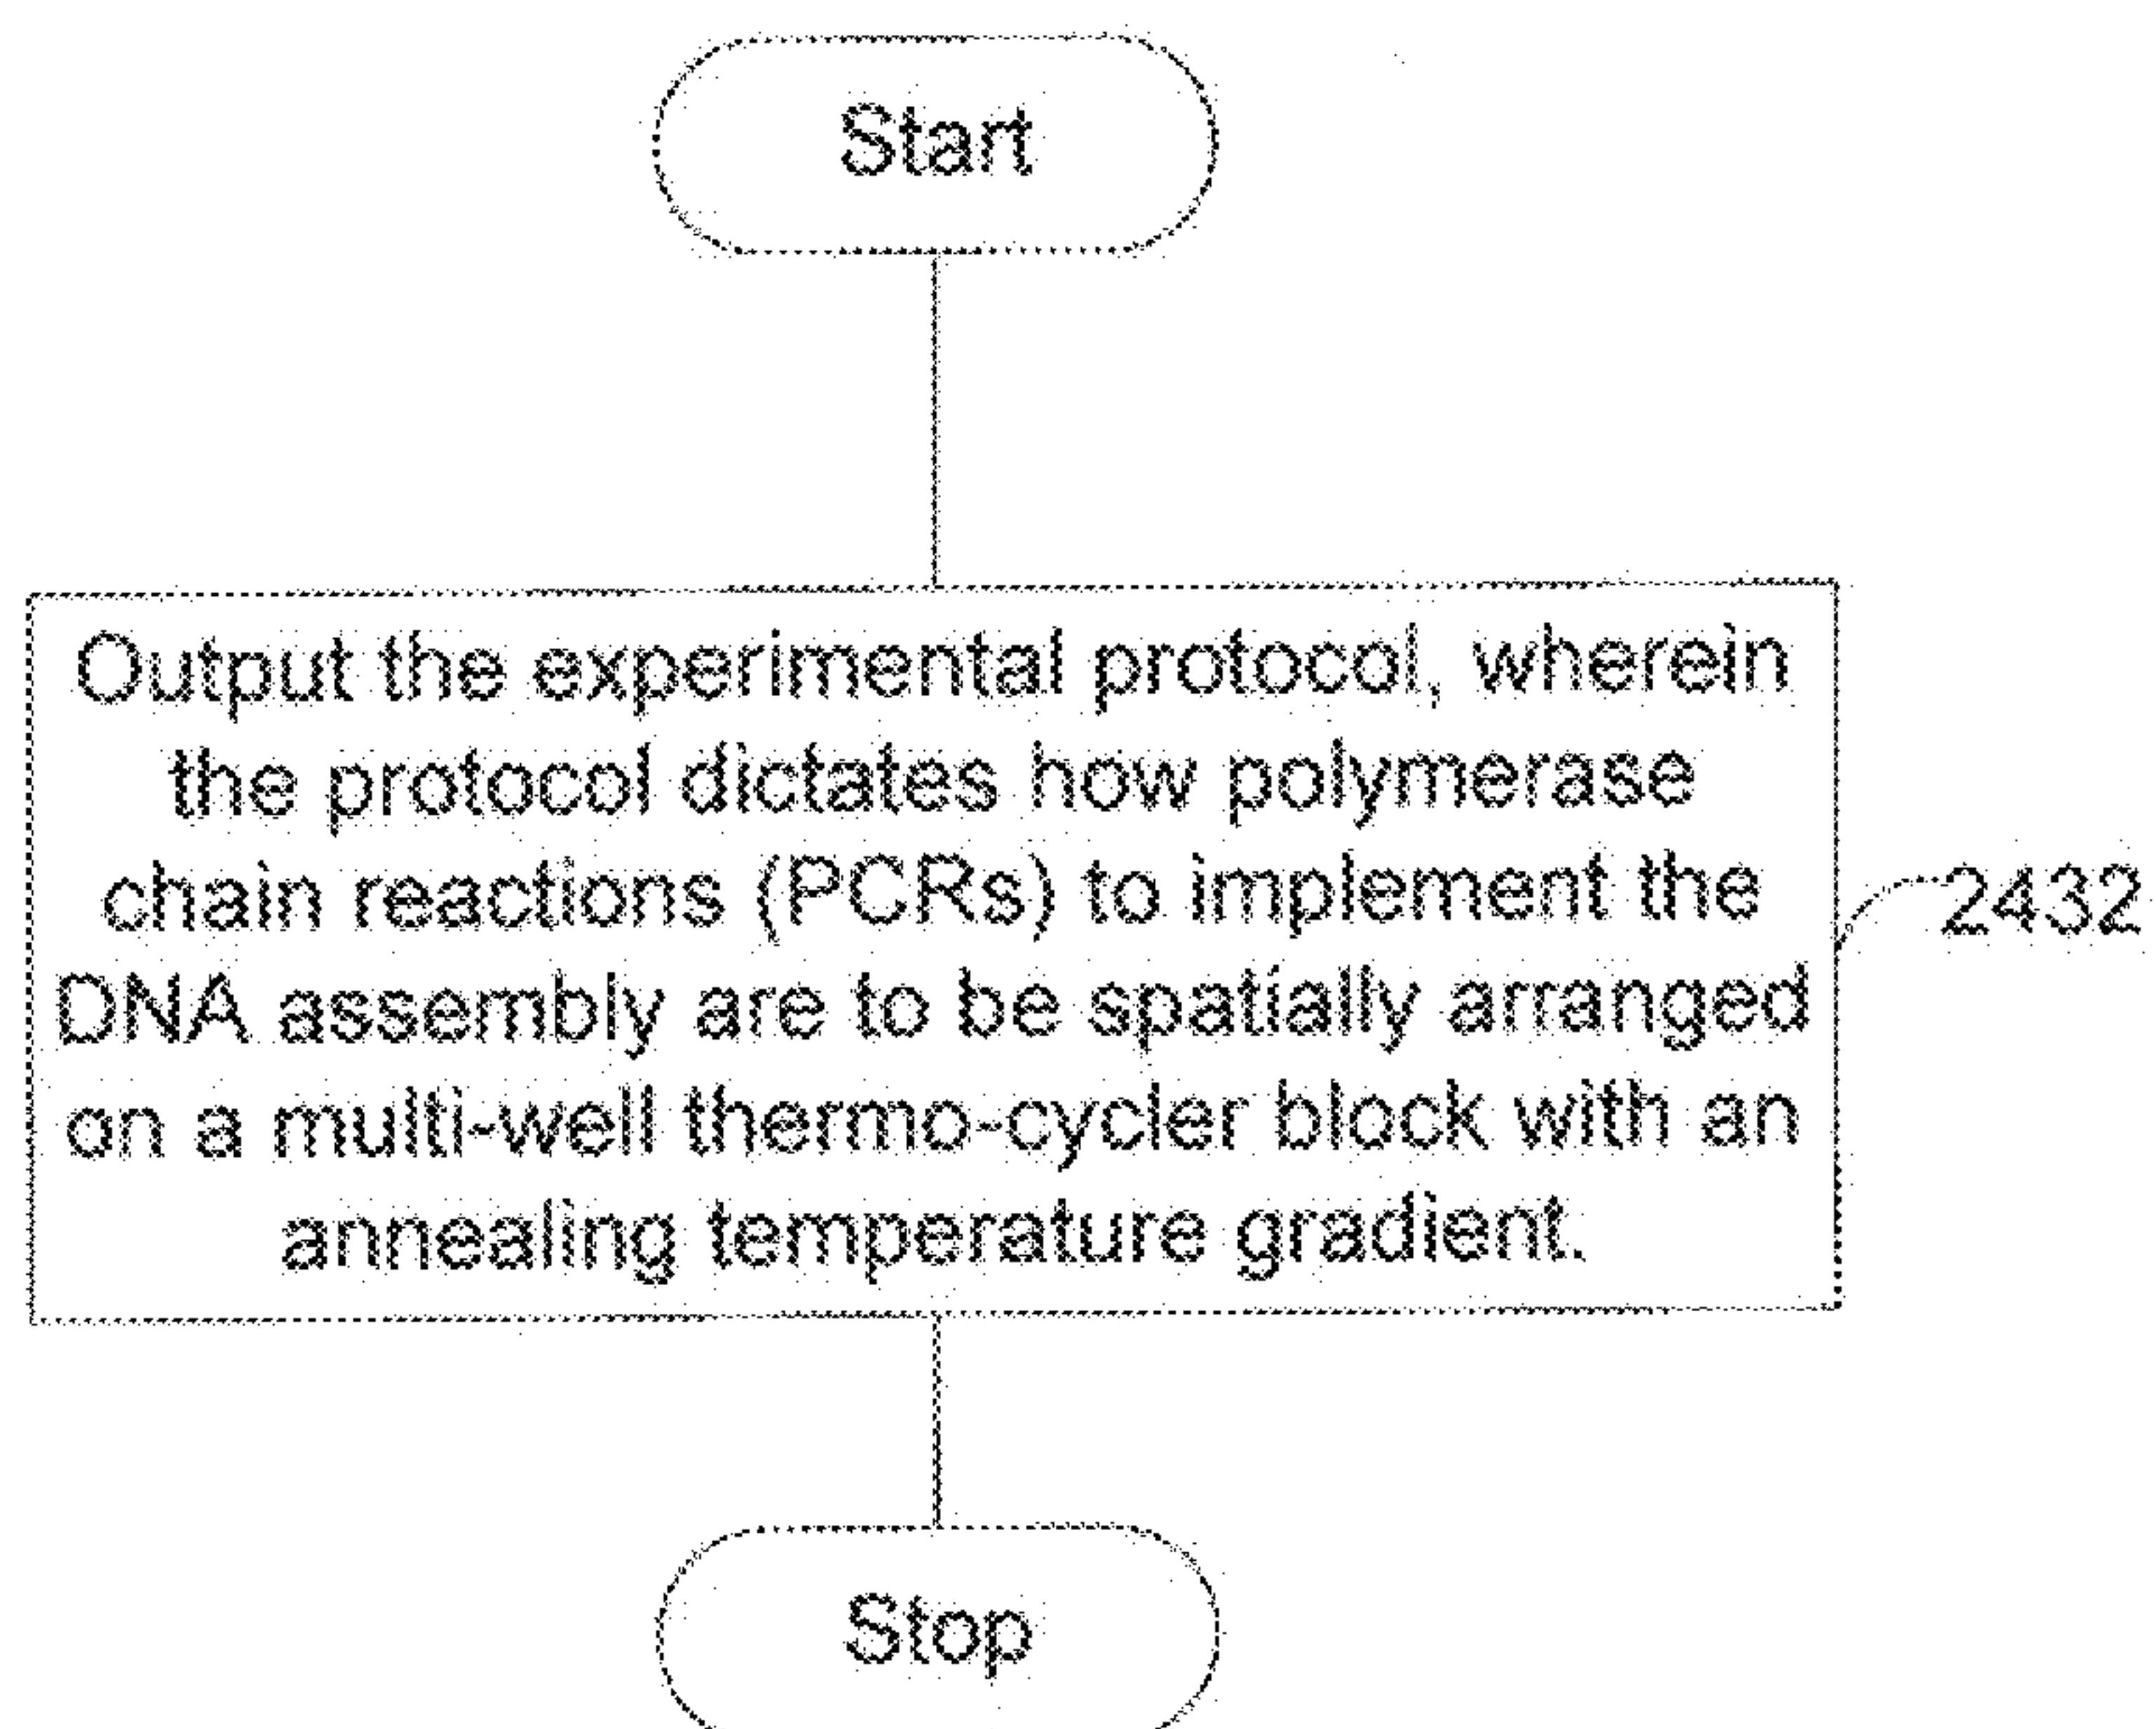 Start
Output the experimental protocol, wherein
the protocol dictates how polymerase
chain reactions (PCRs) to implement the
DNA assembly are to be spatially arranged
on a multi-well thermo-cycler block with an
annealing temperature gradient.
2432
Stop